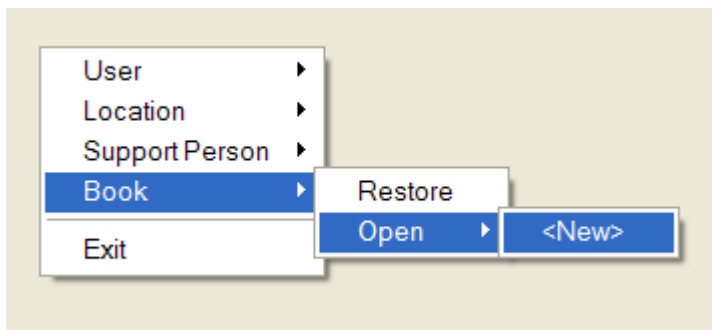 User
Location
Support Person
Book
Restore
Open
<New>
Exit